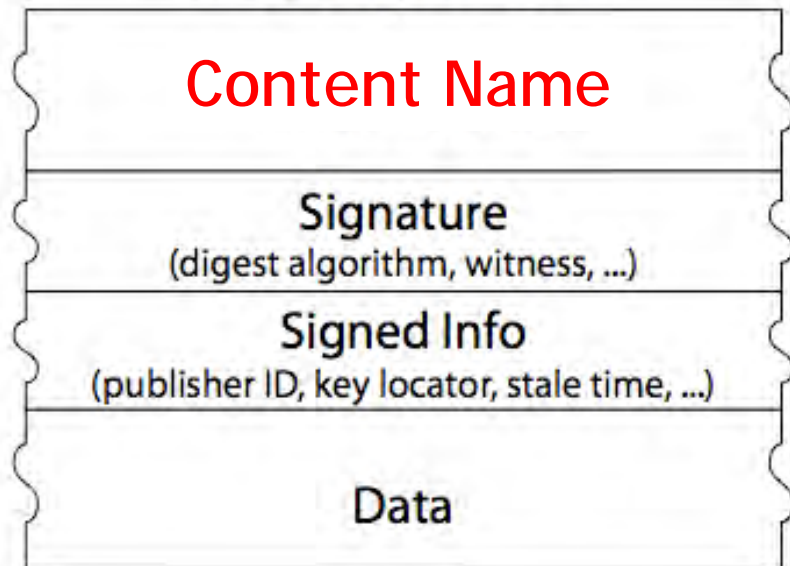 Content Name
Signature
(digest algorithm, witness, ...)
Signed Info
(publisher ID, key locator, stale time, ...)
Data